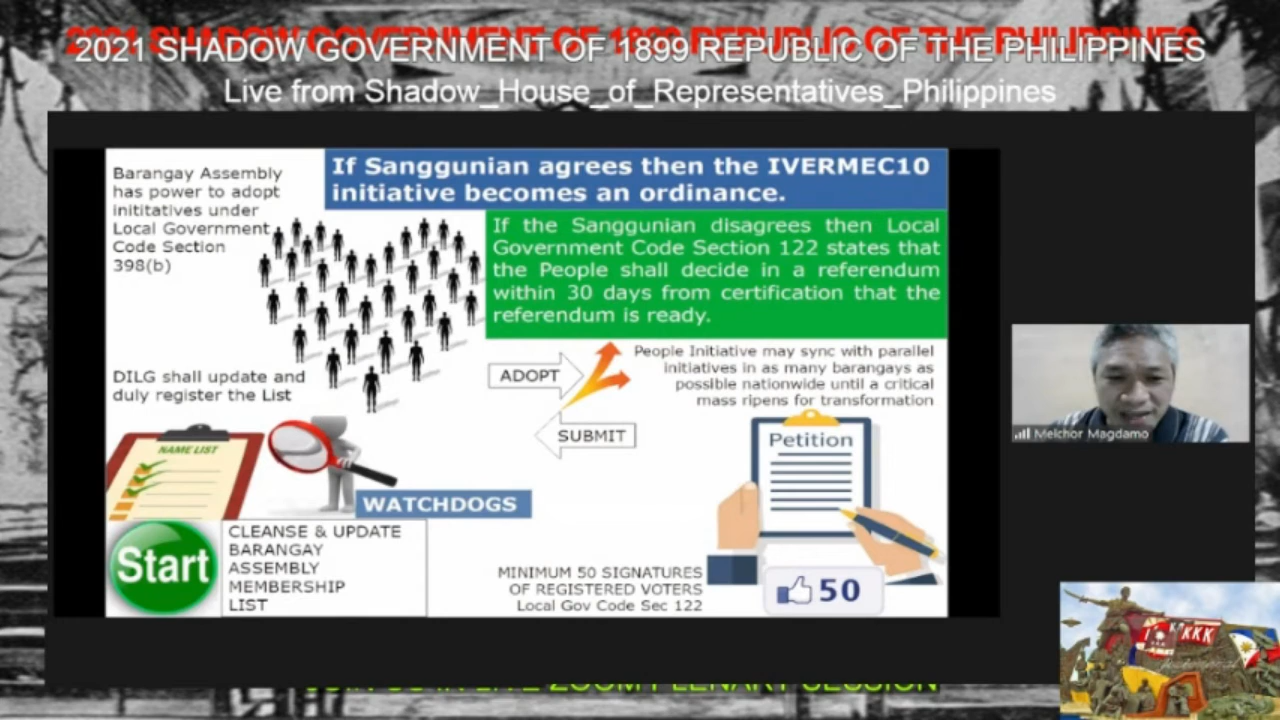 2021 SHADOW GOVERNMENT OF 1899 REPUBLIC OF THE PHILIPPINES
Live from Shadow_House_of_Representatives_Philippines
Barangay Assembly
has power to adopt
inititatives under
Local Government
Code Section
398(b)
If Sanggunian agrees then the IVERMEC10
initiative becomes an ordinance.
If the Sanggunian disagrees then Local
Government Code Section 122 states that
the People shall decide in a referendum
within 30 days from certification that the
referendum is ready.
ADOPT
SUBMIT
People Initiative may sync with parallel
initiatives in as many barangays as
possible nationwide until a critical
mass ripens for transformation
DILG shall update and
duly register the List
NAME LIST
WATCHDOGS
Petition
Start
CLEANSE & UPDATE
BARANGAY
ASSEMBLY
MEMBERSHIP
LIST
MINIMUM 50 SIGNATURES
OF REGISTERED VOTERS
Local Gov Code Sec 122
50
Melchor Magdamo
KKK